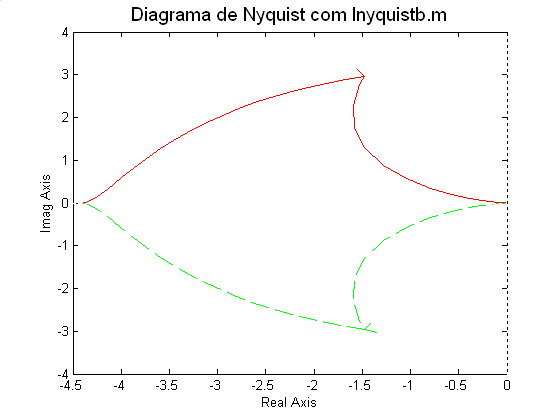 Diagrama de Nyquist com lnyquistb.m
4
3
2
1
0
-1
-2
-3
-4
Imag Axis
-4.5 -4 -3.5 -3 -2.5 -2 -1.5 -1 -0.5 0
Real Axis